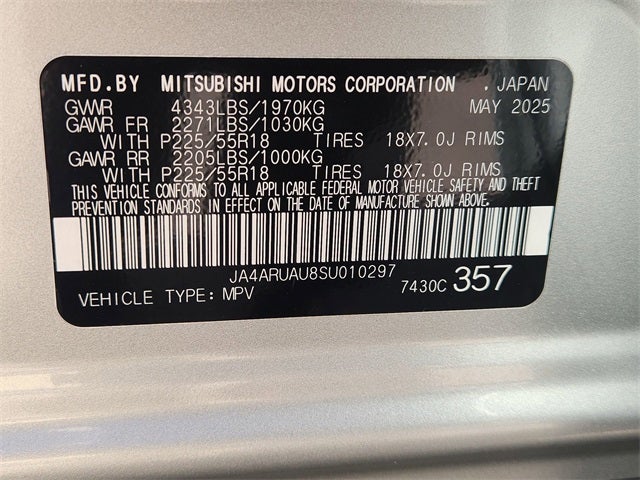 MFD.BY MITSUBISHI MOTORS CORPORATION . JAPAN
GVWR 4343LBS/1970KG MAY 2025
GAWR FR 2271LBS/1030KG
WITH P225/55R18 TIRES 18X7.0J RIMS
GAWR RR 2205LBS/1000KG
WITH P225/55R18 TIRES 18X7.0J RIMS
THIS VEHICLE CONFORMS TO ALL APPLICABLE FEDERAL MOTOR VEHICLE SAFETY AND THEFT
PREVENTION STANDARDS IN EFFECT ON THE DATE OF MANUFACTURE SHOWN ABOVE.
JA4ARUAU8SU010297
VEHICLE TYPE: MPV 7430C 357